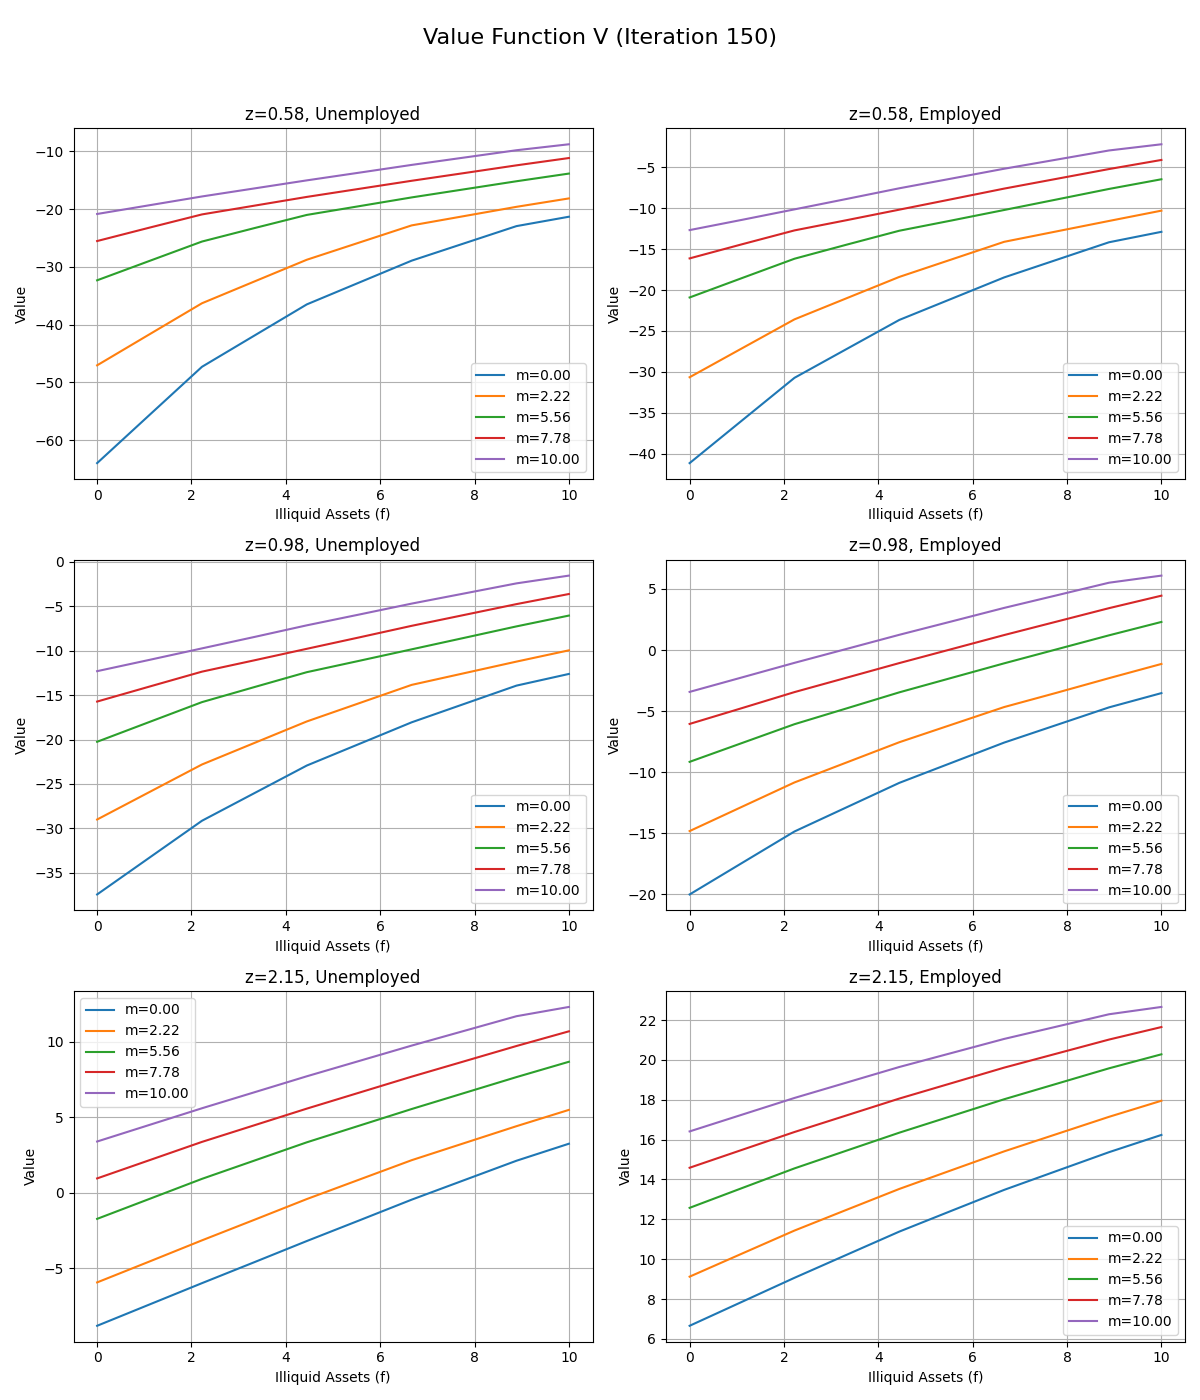 Value Function V (Iteration 150)
z=0.58, Unemployed
Value
−10
−20
−30
−40
−50
−60
m=0.00
m=2.22
m=5.56
m=7.78
m=10.00
0 2 4 6 8 10
Illiquid Assets (f)
z=0.58, Employed
Value
−5
−10
−15
−20
−25
−30
−35
−40
m=0.00
m=2.22
m=5.56
m=7.78
m=10.00
0 2 4 6 8 10
Illiquid Assets (f)
z=0.98, Unemployed
Value
0
−5
−10
−15
−20
−25
−30
−35
m=0.00
m=2.22
m=5.56
m=7.78
m=10.00
0 2 4 6 8 10
Illiquid Assets (f)
z=0.98, Employed
Value
5
0
−5
−10
−15
−20
m=0.00
m=2.22
m=5.56
m=7.78
m=10.00
0 2 4 6 8 10
Illiquid Assets (f)
z=2.15, Unemployed
Value
10
5
0
−5
m=0.00
m=2.22
m=5.56
m=7.78
m=10.00
0 2 4 6 8 10
Illiquid Assets (f)
z=2.15, Employed
Value
22
20
18
16
14
12
10
8
6
m=0.00
m=2.22
m=5.56
m=7.78
m=10.00
0 2 4 6 8 10
Illiquid Assets (f)